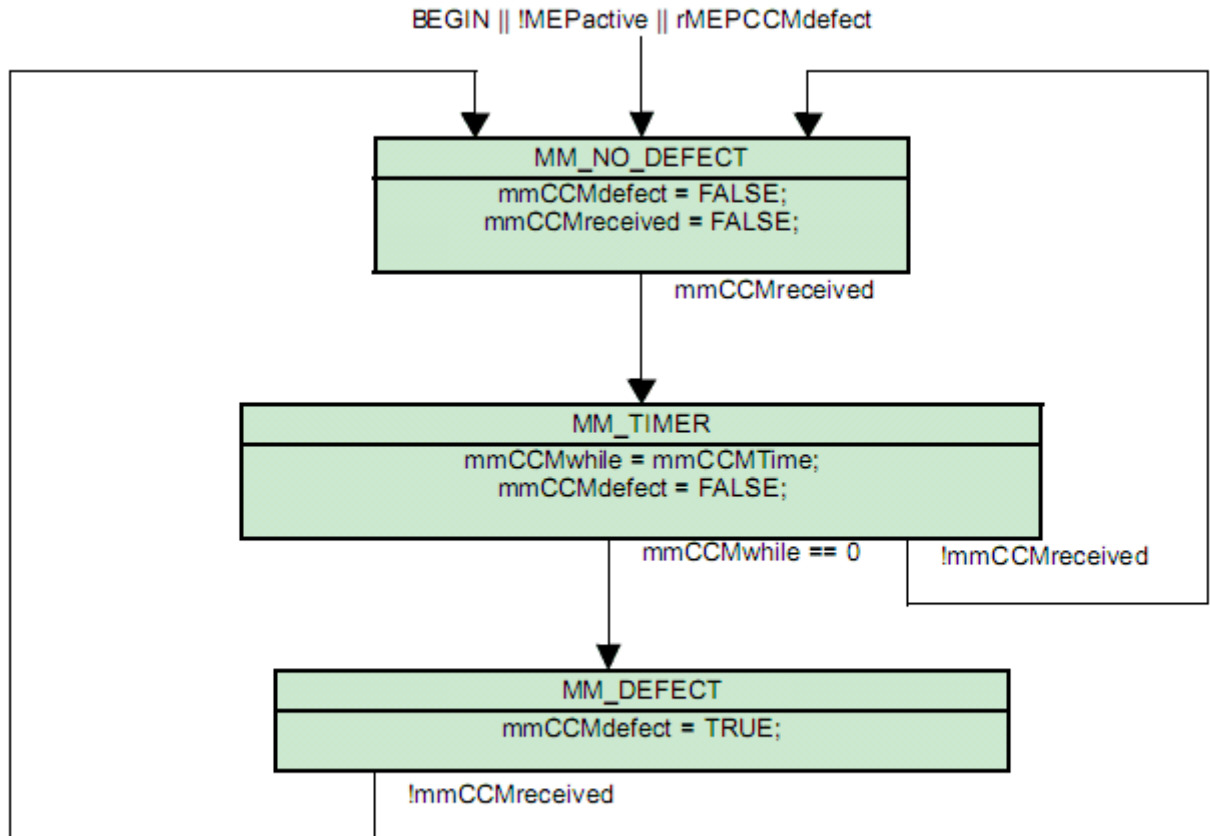 BEGIN || !MEPactive || rMEPCCMdefect
MM_NO_DEFECT
mmCCMdefect = FALSE;
mmCCMreceived = FALSE;
mmCCMreceived
MM_TIMER
mmCCMwhile = mmCCMTime;
mmCCMdefect = FALSE;
mmCCMwhile == 0
!mmCCMreceived
MM_DEFECT
mmCCMdefect = TRUE;
!mmCCMreceived